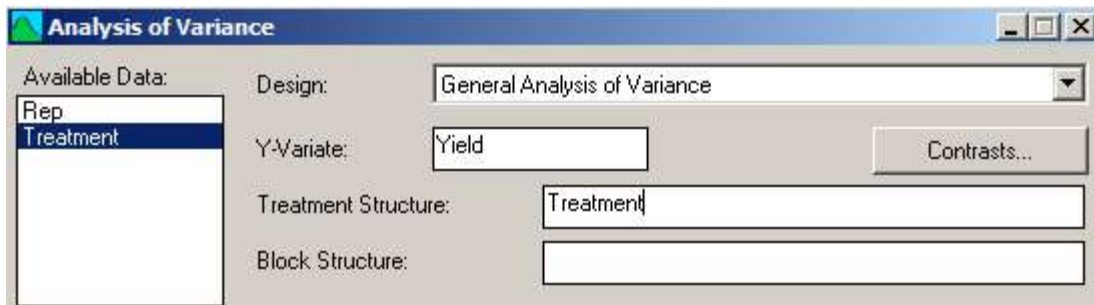 Analysis of Variance
Available Data:
Rep
Treatment
Design:
General Analysis of Variance
Y-Variate:
Yield
Contrasts...
Treatment Structure:
Treatment
Block Structure: